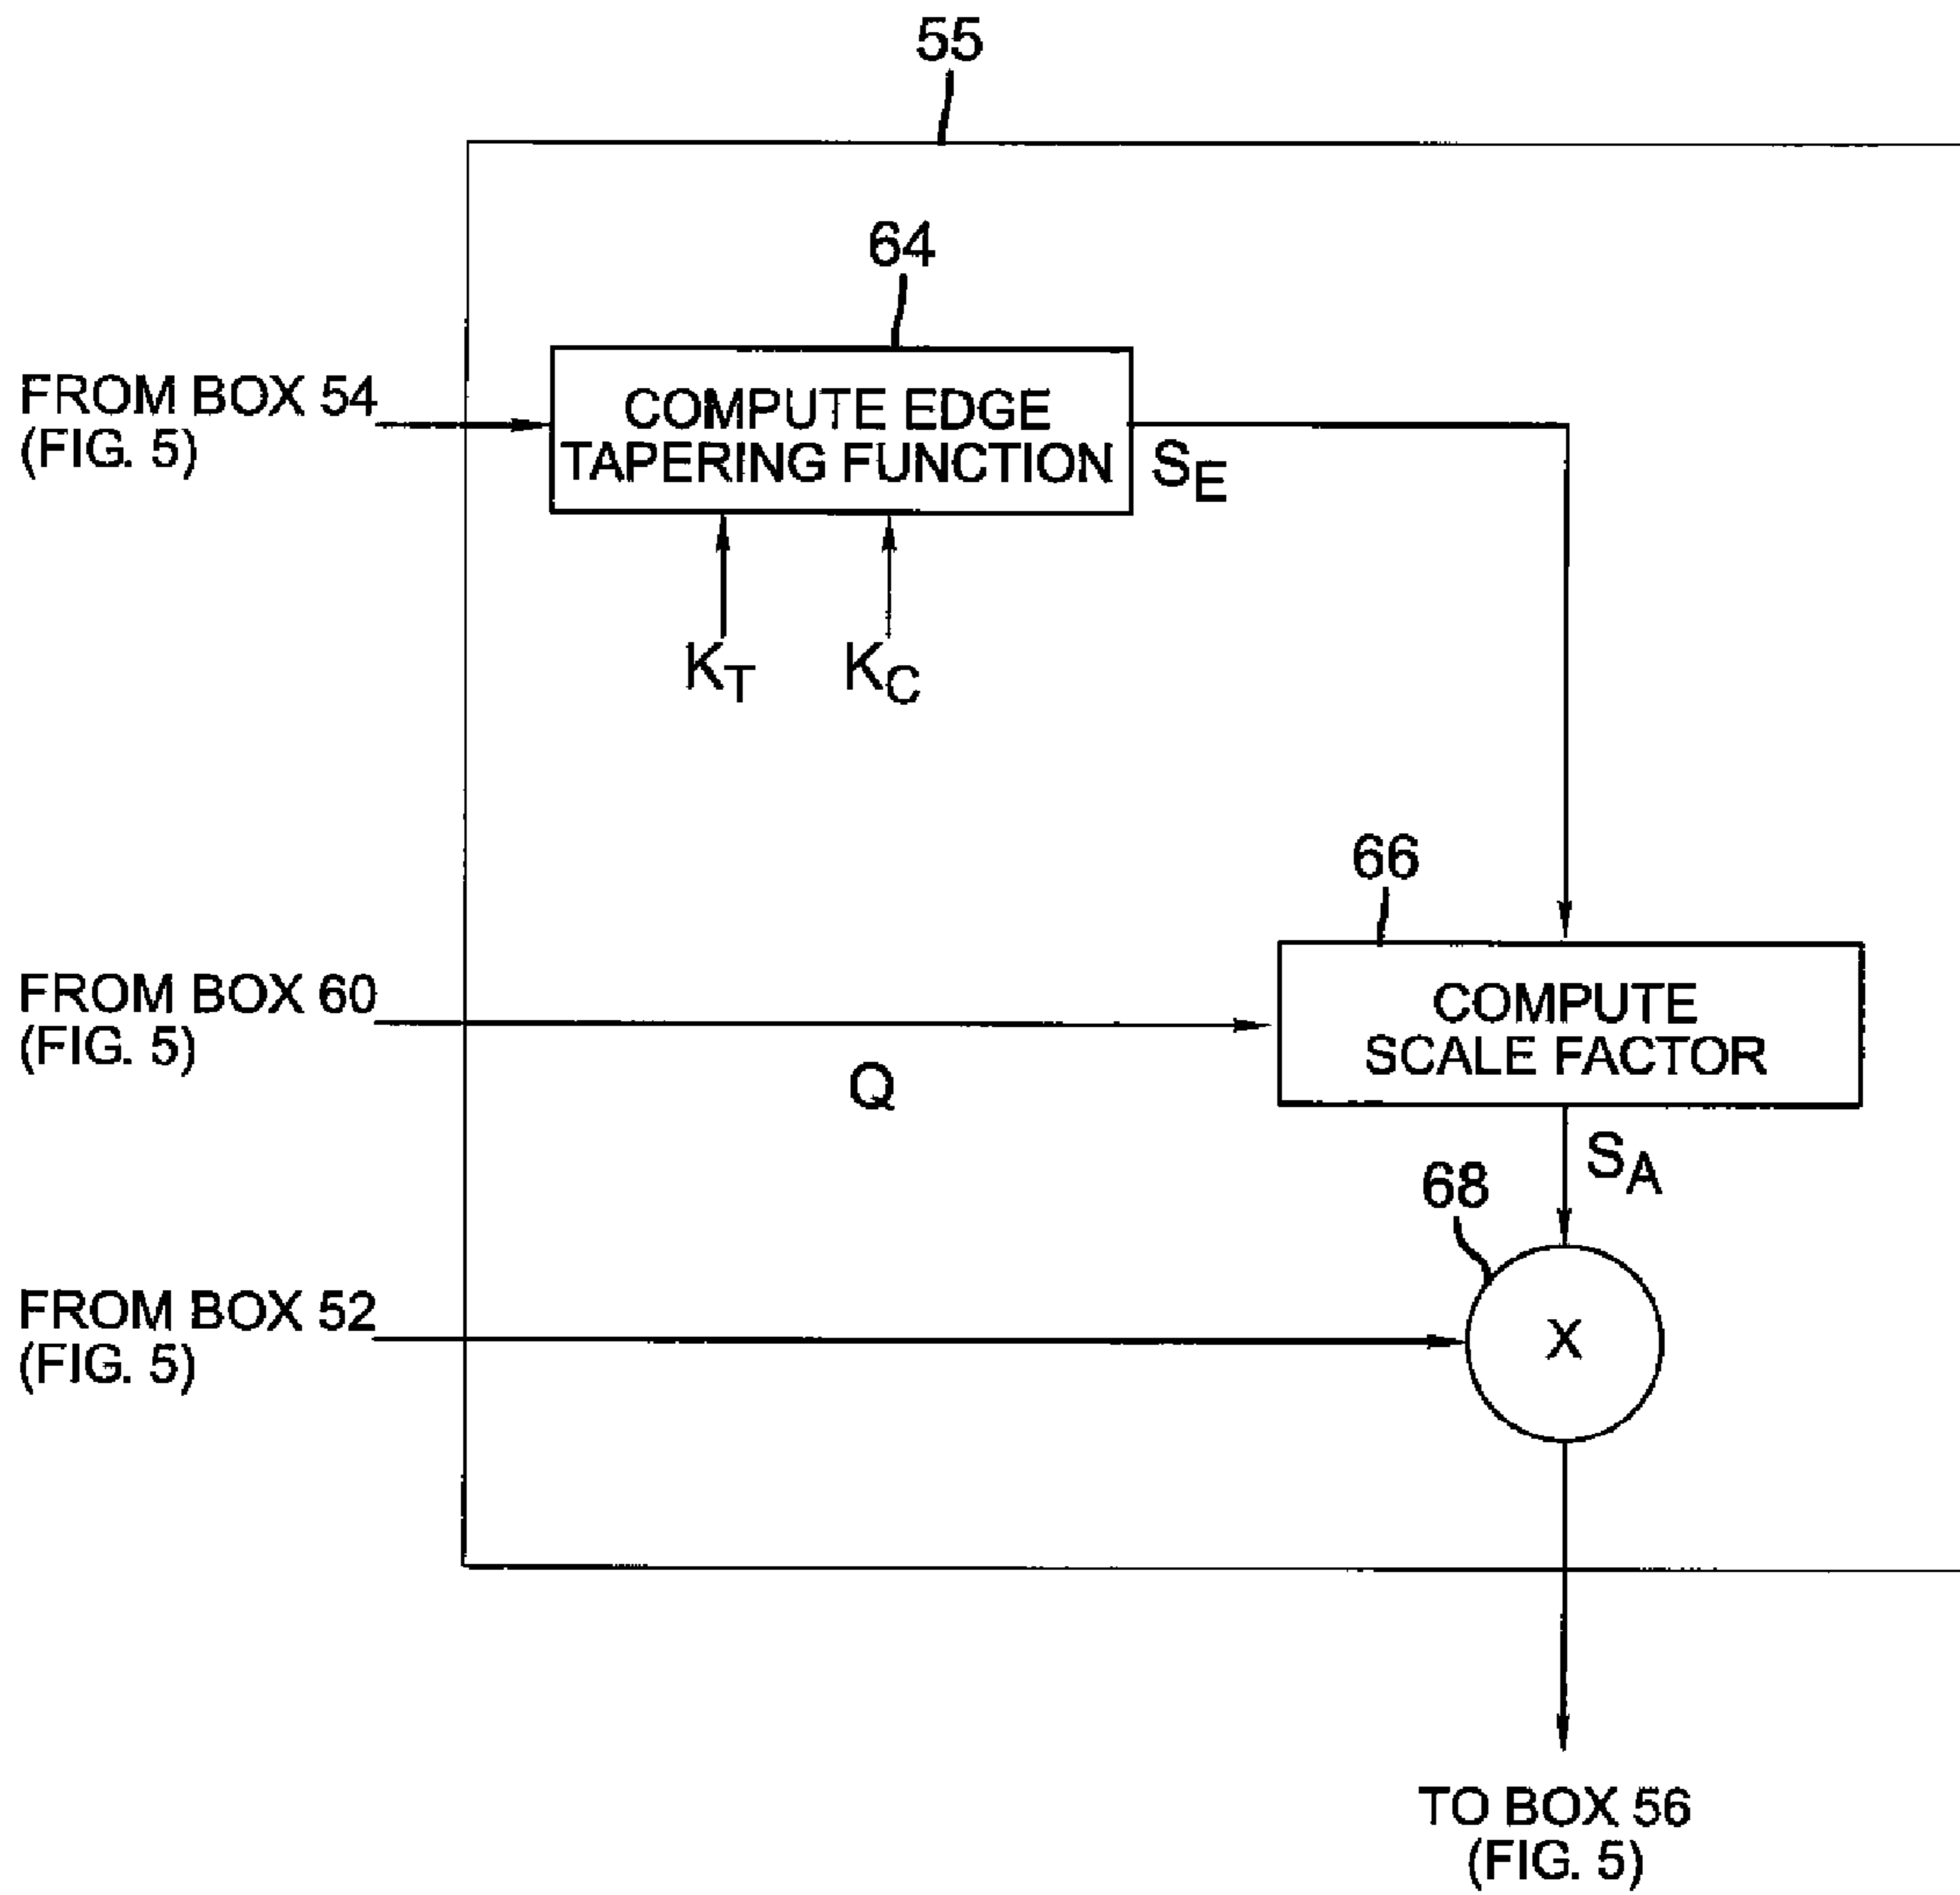 55
64
FROM BOX 54
(FIG. 5)
COMPUTE EDGE
TAPERING FUNCTION
SE
KT
KC
66
FROM BOX 60
(FIG. 5)
Q
COMPUTE
SCALE FACTOR
SA
68
FROM BOX 52
(FIG. 5)
X
TO BOX 56
(FIG. 5)